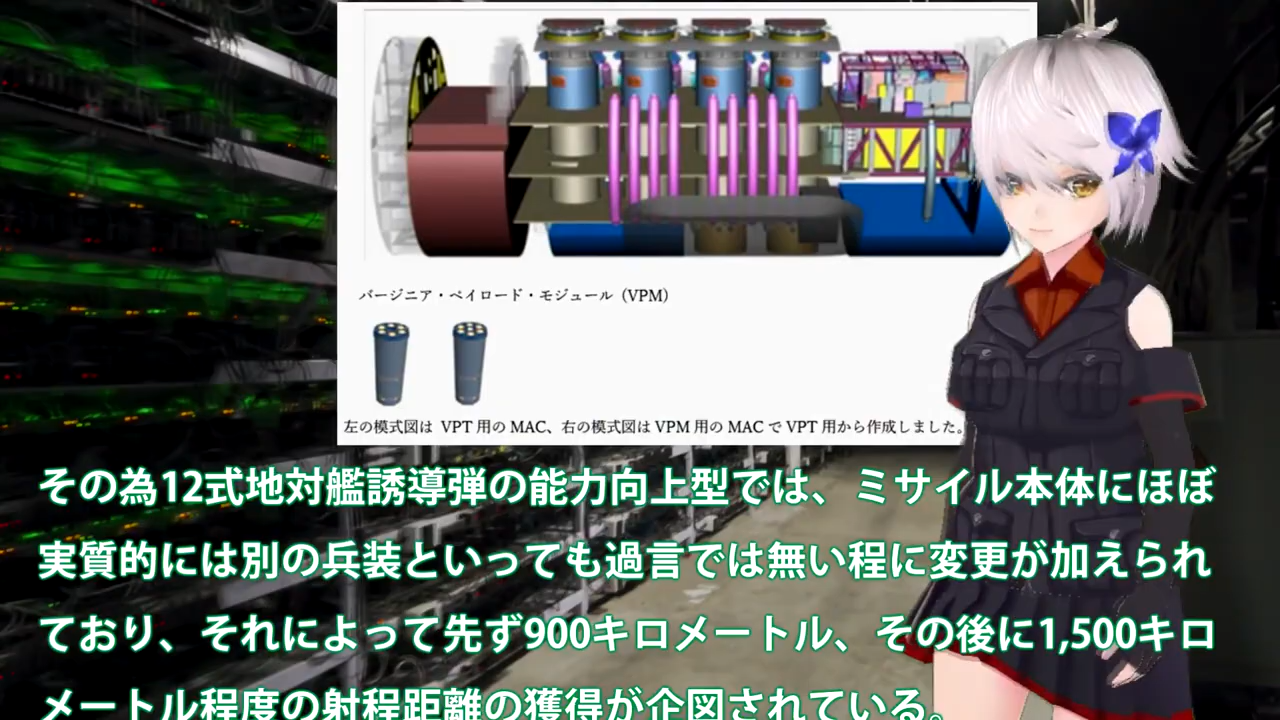 バージニア・ペイロード・モジュール（VPM）
左の模式図は VPT 用の MAC、右の模式図は VPM 用の MAC で VPT 用から作成しました。
その為12式地対艦誘導弾の能力向上型では、ミサイル本体にほぼ
実質的には別の兵装といっても過言では無い程に変更が加えられ
ており、それによって先ず900キロメートル、その後に1,500キロ
メートル程度の射程距離の獲得が企図されている。